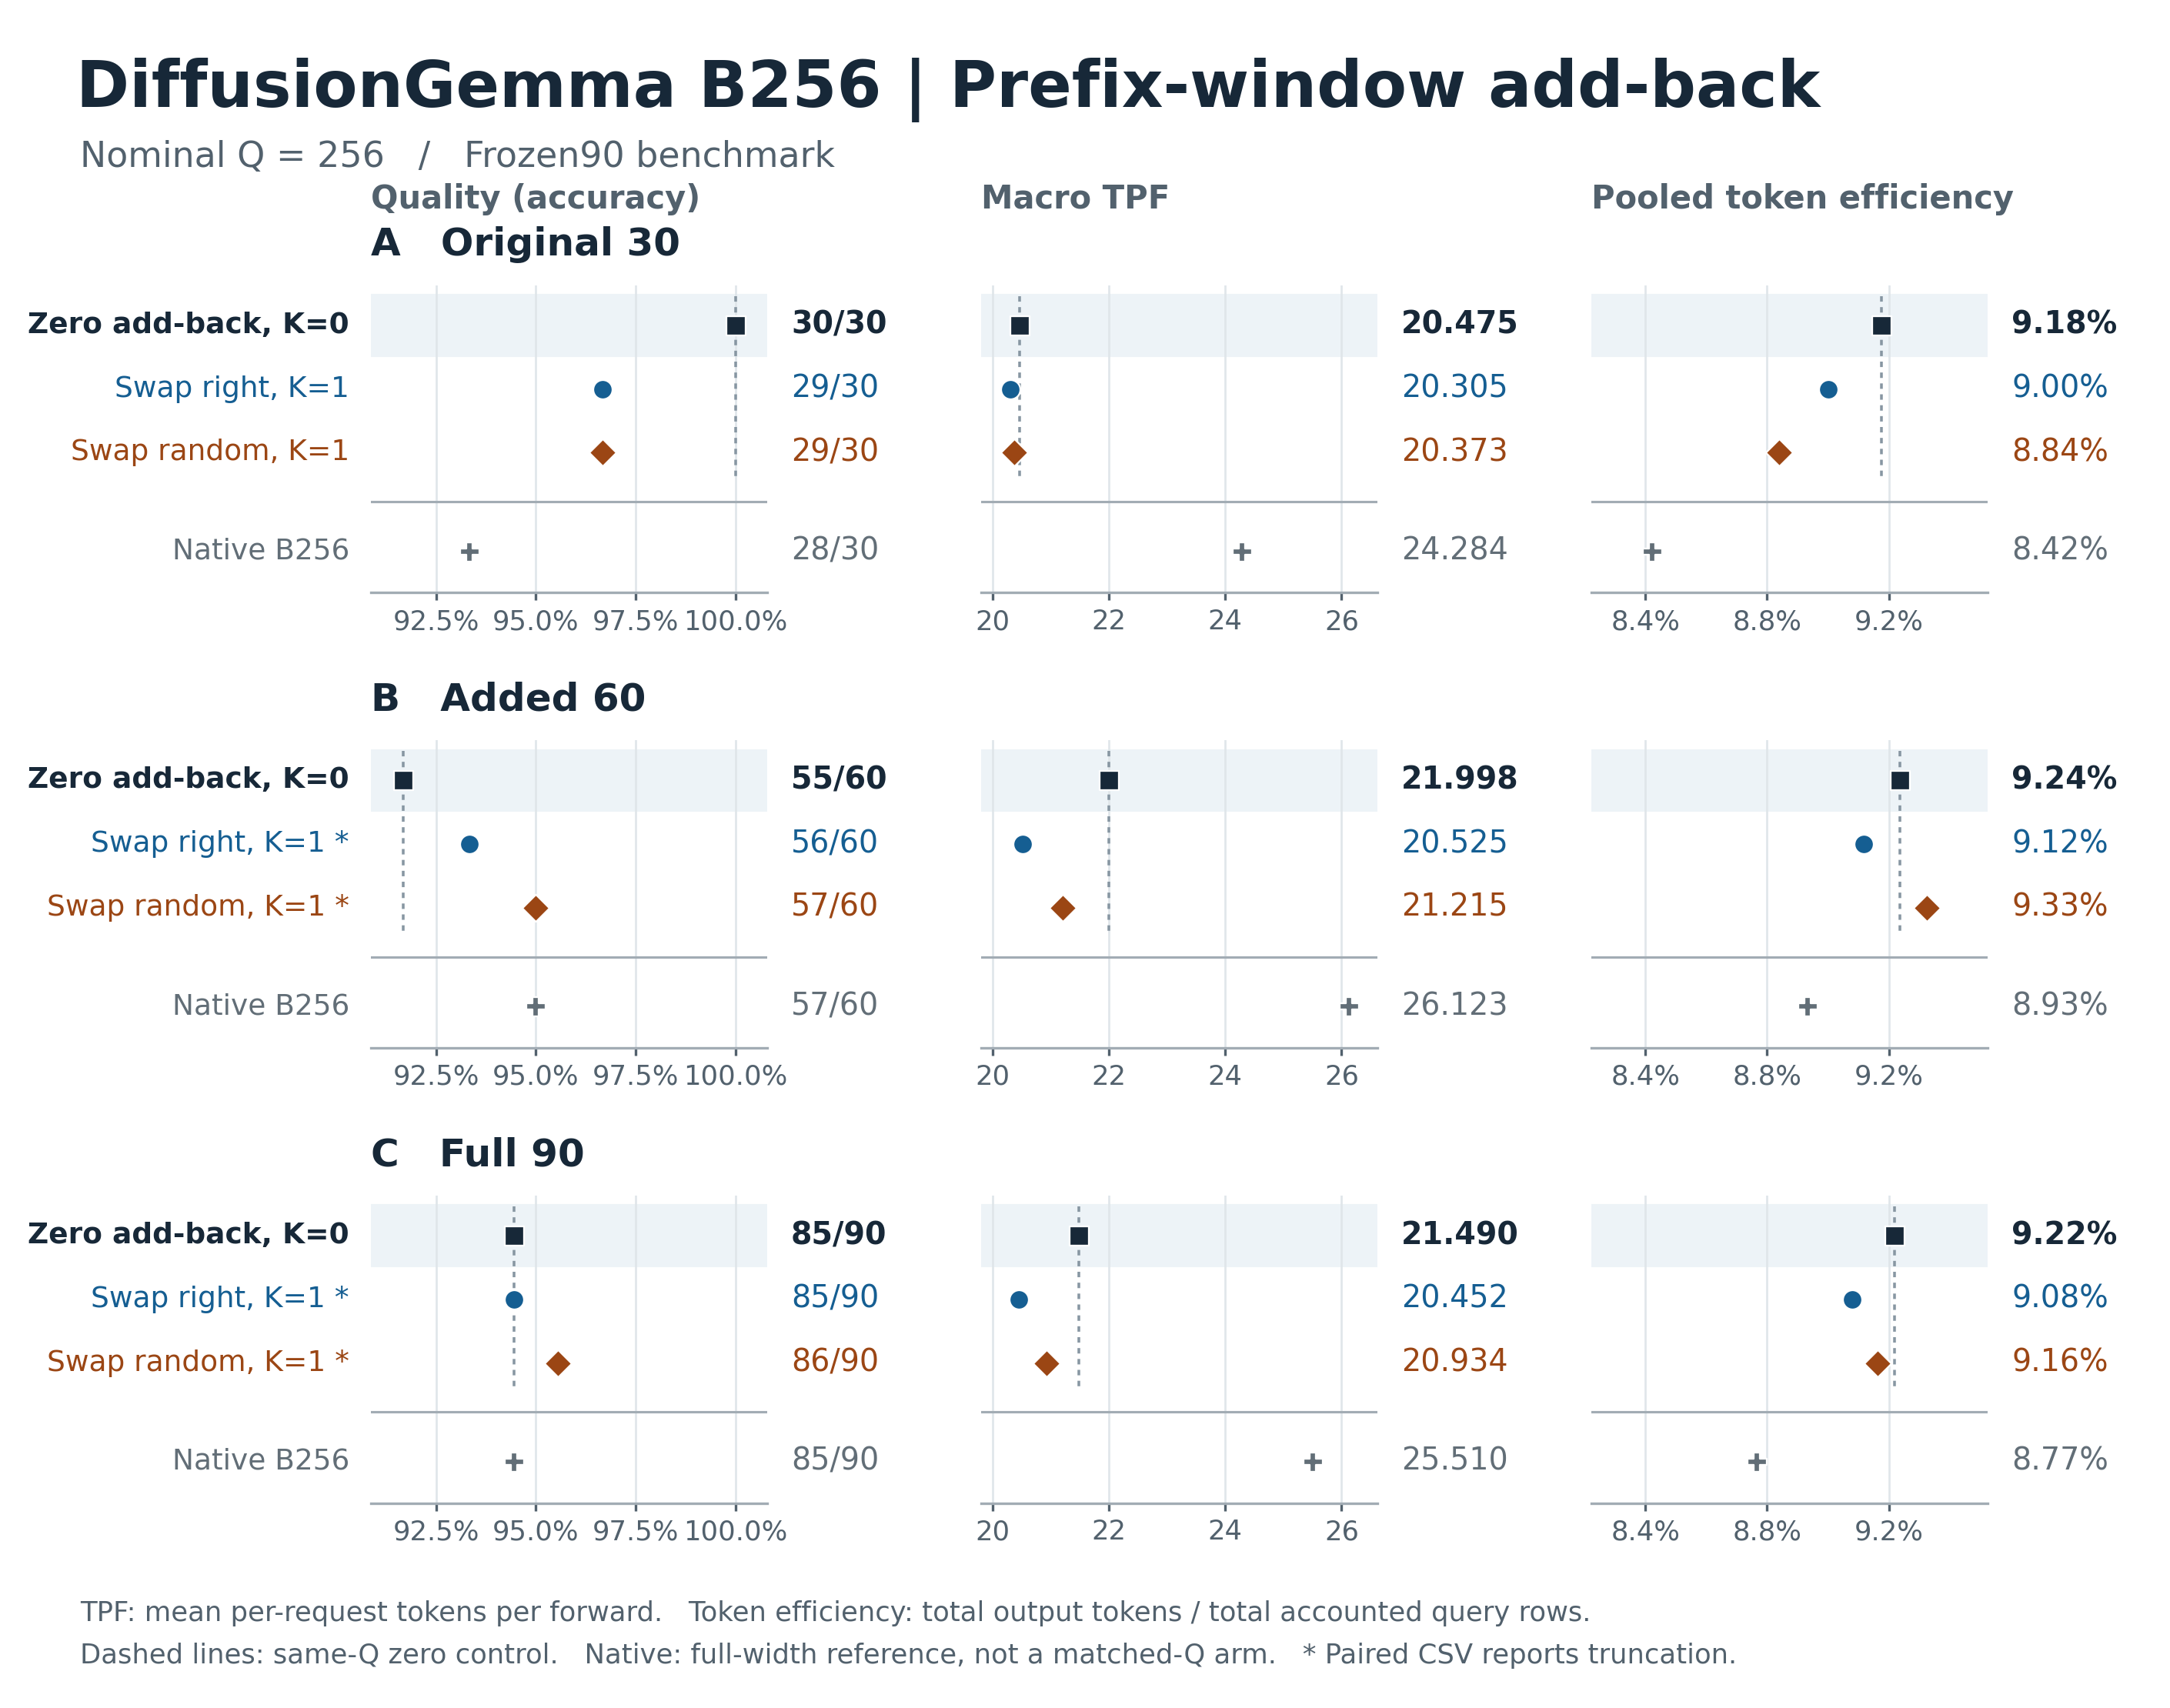 DiffusionGemma B256 | Prefix-window add-back
Nominal Q = 256 / Frozen90 benchmark
Quality (accuracy) Macro TPF Pooled token efficiency
A Original 30
Zero add-back, K=0 30/30 20.475 9.18%
Swap right, K=1 29/30 20.305 9.00%
Swap random, K=1 29/30 20.373 8.84%
Native B256 28/30 24.284 8.42%
92.5% 95.0% 97.5% 100.0% 20 22 24 26 8.4% 8.8% 9.2%
B Added 60
Zero add-back, K=0 55/60 21.998 9.24%
Swap right, K=1 * 56/60 20.525 9.12%
Swap random, K=1 * 57/60 21.215 9.33%
Native B256 57/60 26.123 8.93%
92.5% 95.0% 97.5% 100.0% 20 22 24 26 8.4% 8.8% 9.2%
C Full 90
Zero add-back, K=0 85/90 21.490 9.22%
Swap right, K=1 * 85/90 20.452 9.08%
Swap random, K=1 * 86/90 20.934 9.16%
Native B256 85/90 25.510 8.77%
92.5% 95.0% 97.5% 100.0% 20 22 24 26 8.4% 8.8% 9.2%
TPF: mean per-request tokens per forward. Token efficiency: total output tokens / total accounted query rows.
Dashed lines: same-Q zero control. Native: full-width reference, not a matched-Q arm. * Paired CSV reports truncation.